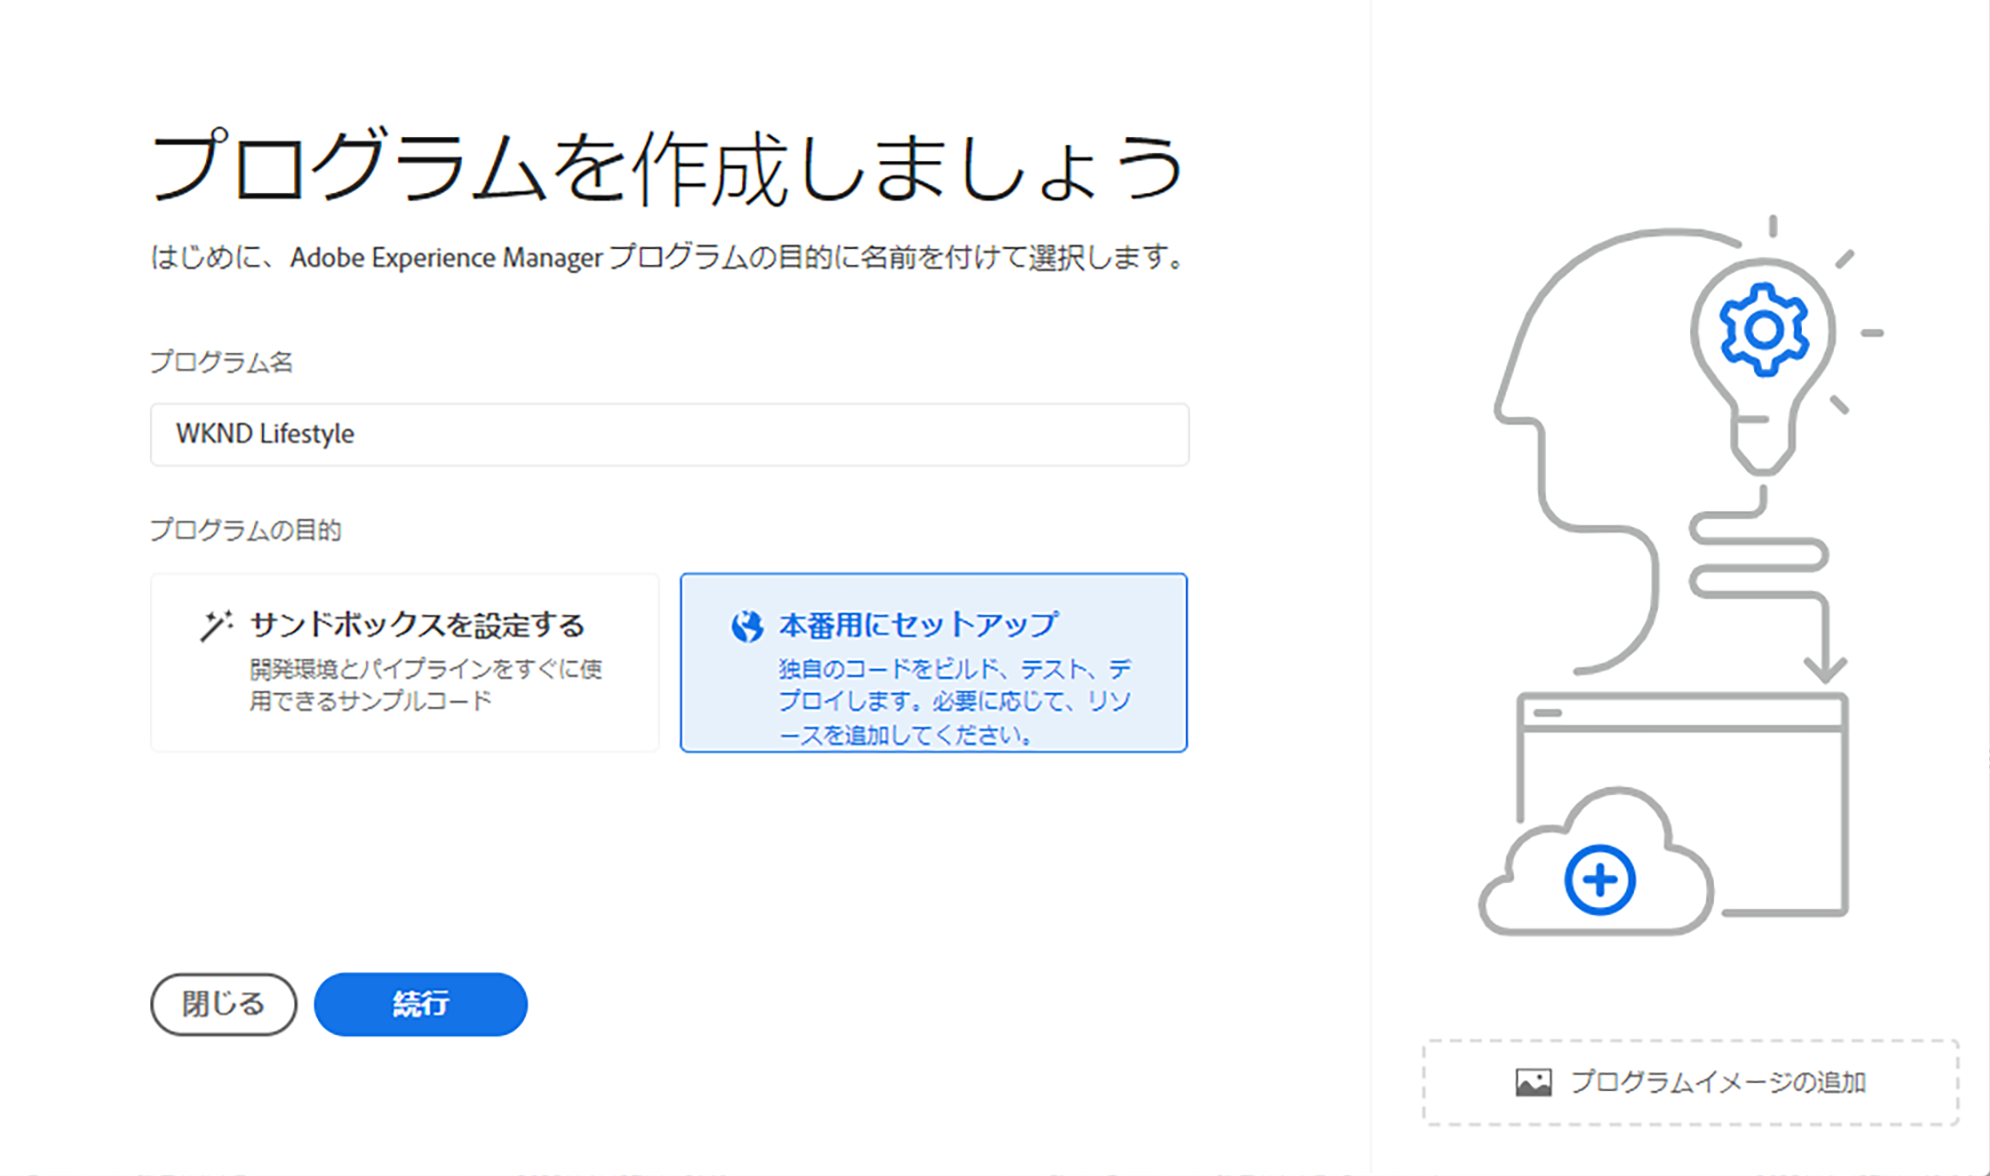 プログラムを作成しましょう
はじめに、Adobe Experience Manager プログラムの目的に名前を付けて選択します。
プログラム名
WKND Lifestyle
プログラムの目的
サンドボックスを設定する
開発環境とパイプラインをすぐに使
用できるサンプルコード
本番用にセットアップ
独自のコードをビルド、テスト、デ
プロイします。必要に応じて、リソ
ースを追加してください。
閉じる
続行
プログラムイメージの追加